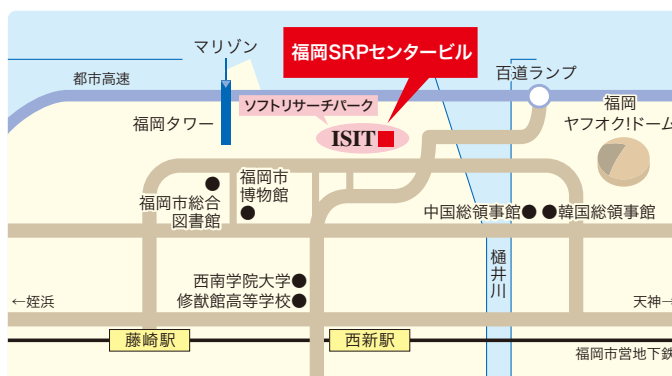 マリゾン
福岡SRPセンタービル
都市高速
百道ランプ
ソフトリサーチパーク
福岡タワー
福岡
ヤフオク!ドーム
ISIT
福岡市
博物館
福岡市総合
図書館
中国総領事館
韓国総領事館
樋井川
西南学院大学
修猷館高等学校
←姪浜
天神→
藤崎駅
西新駅
福岡市営地下鉄